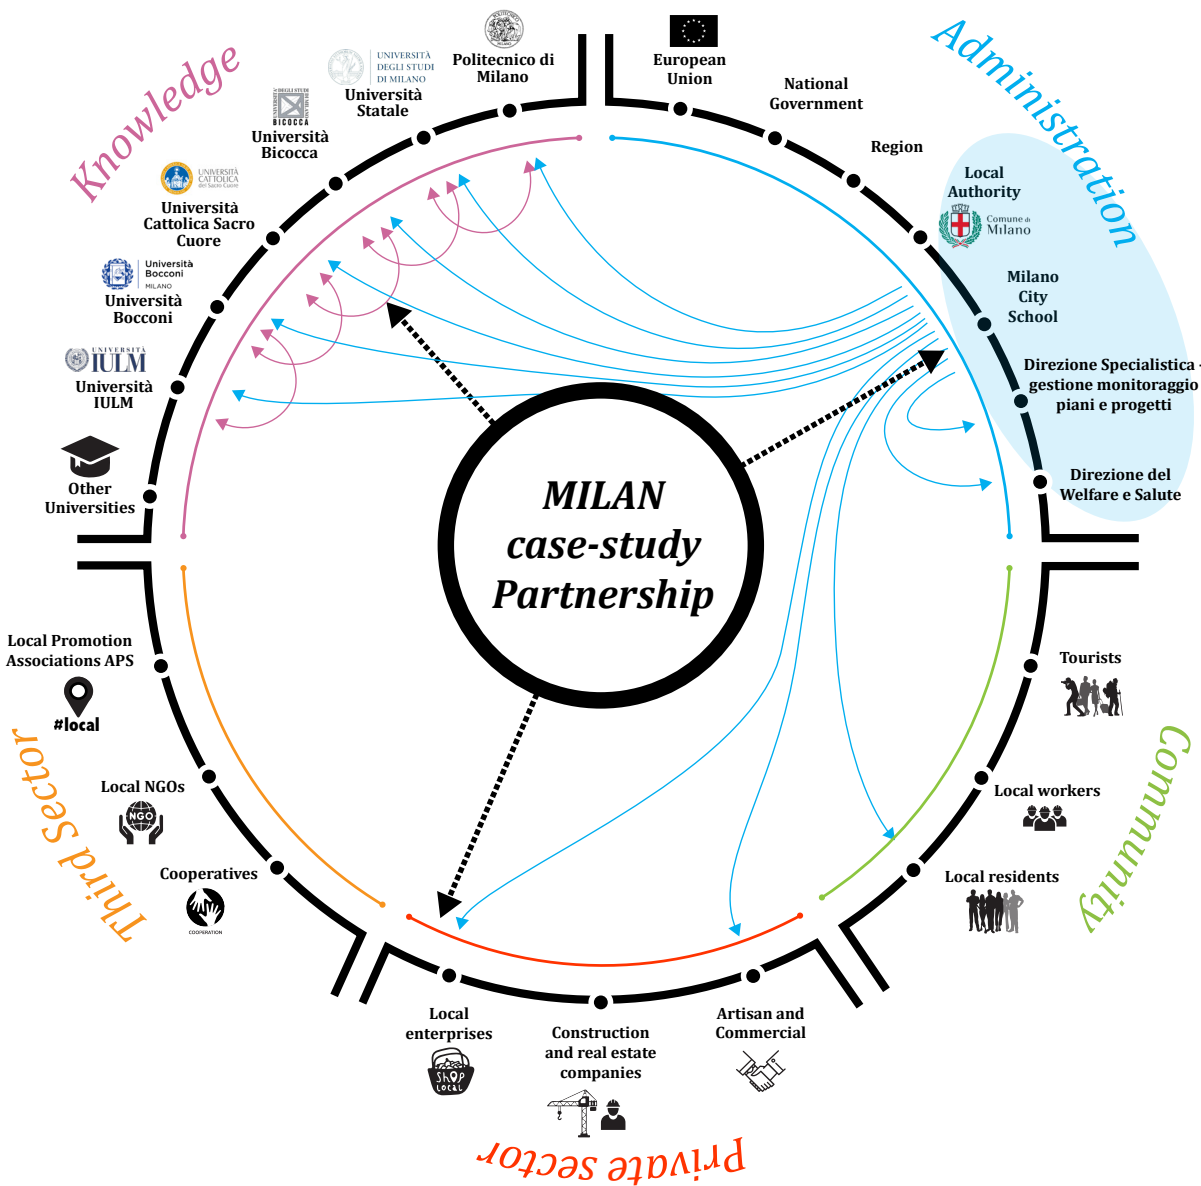 Knowledge
Politecnico di
Milano
UNIVERSITÀ
DEGLI STUDI
DI MILANO
Università
Statale
BICOCCA
Università
Bicocca
UNIVERSITÀ
CATTOLICA
del Sacro Cuore
Università
Cattolica Sacro
Cuore
Università
Bocconi
MILANO
Università
Bocconi
UNIVERSITÀ
IULM
Università
IULM
Other
Universities
Administration
European
Union
National
Government
Region
Local
Authority
Comune di
Milano
Milano
City
School
Direzione Specialistica -
gestione monitoraggio
piani e progetti
Direzione del
Welfare e Salute
MILAN
case-study
Partnership
Community
Tourists
Local workers
Local residents
Third Sector
Local Promotion
Associations APS
#local
Local NGOs
NGO
Cooperatives
COOPERATION
Local
enterprises
SHOP
LOCAL
Construction
and real estate
companies
Artisan and
Commercial
Private sector